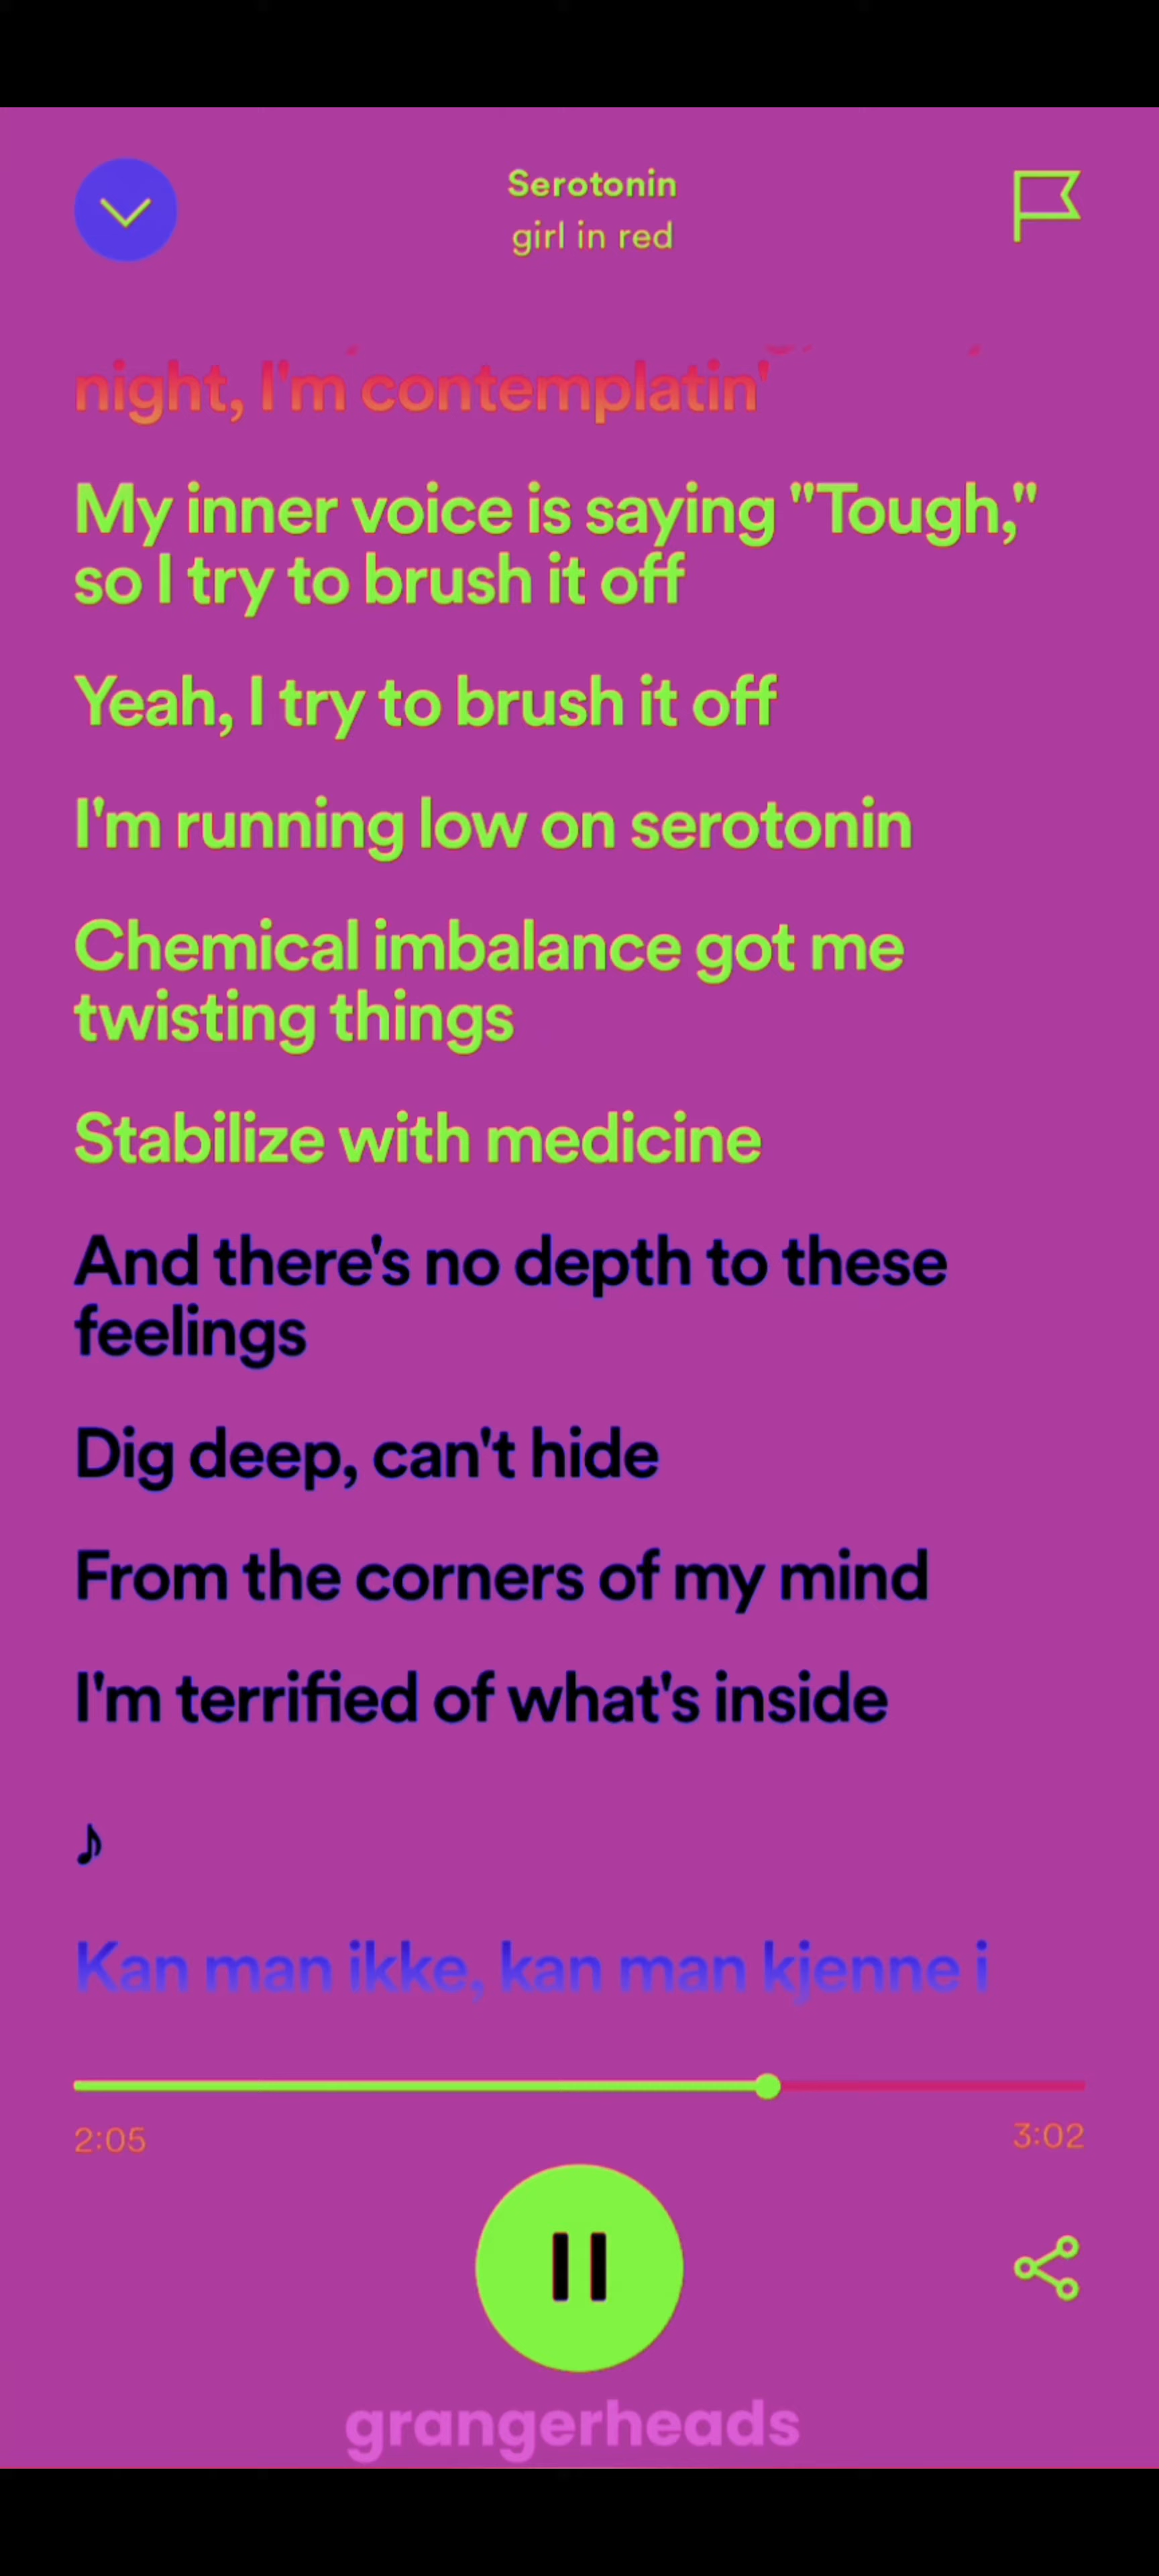 Serotonin
girl in red
night, I'm contemplatin'
My inner voice is saying "Tough,"
so I try to brush it off
Yeah, I try to brush it off
I'm running low on serotonin
Chemical imbalance got me
twisting things
Stabilize with medicine
And there's no depth to these
feelings
Dig deep, can't hide
From the corners of my mind
I'm terrified of what's inside
♪
Kan man ikke, kan man kjenne i
2:05
3:02
grangerheads